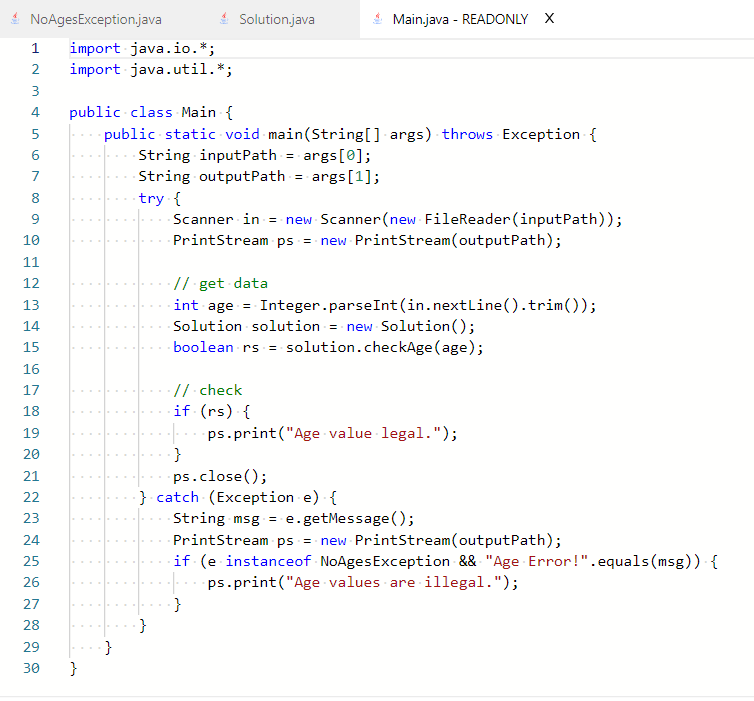 NoAgesException.java Solution.java Main.java - READONLY X
1 import java.io.*;
2 import java.util.*;
3
4 public class Main {
5     public static void main(String[] args) throws Exception {
6         String inputPath = args[0];
7         String outputPath = args[1];
8         try {
9             Scanner in = new Scanner(new FileReader(inputPath));
10             PrintStream ps = new PrintStream(outputPath);
11
12             // get data
13             int age = Integer.parseInt(in.nextLine().trim());
14             Solution solution = new Solution();
15             boolean rs = solution.checkAge(age);
16
17             // check
18             if (rs) {
19                 ps.print("Age value legal.");
20             }
21             ps.close();
22         } catch (Exception e) {
23             String msg = e.getMessage();
24             PrintStream ps = new PrintStream(outputPath);
25             if (e instanceof NoAgesException && "Age Error!".equals(msg)) {
26                 ps.print("Age values are illegal.");
27             }
28         }
29     }
30 }